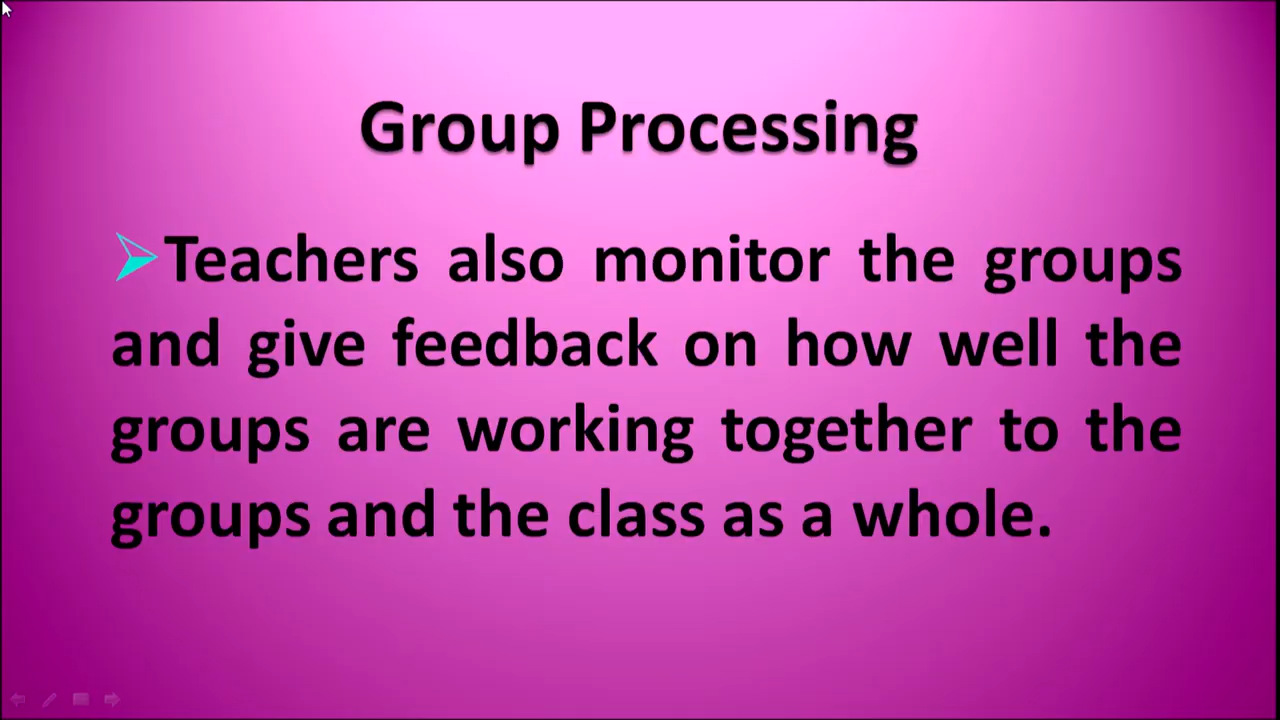 Group Processing
Teachers also monitor the groups
and give feedback on how well the
groups are working together to the
groups and the class as a whole.